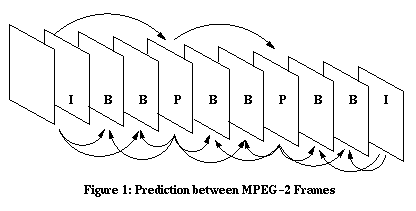 I B B P B B P B B I
Figure 1: Prediction between MPEG-2 Frames